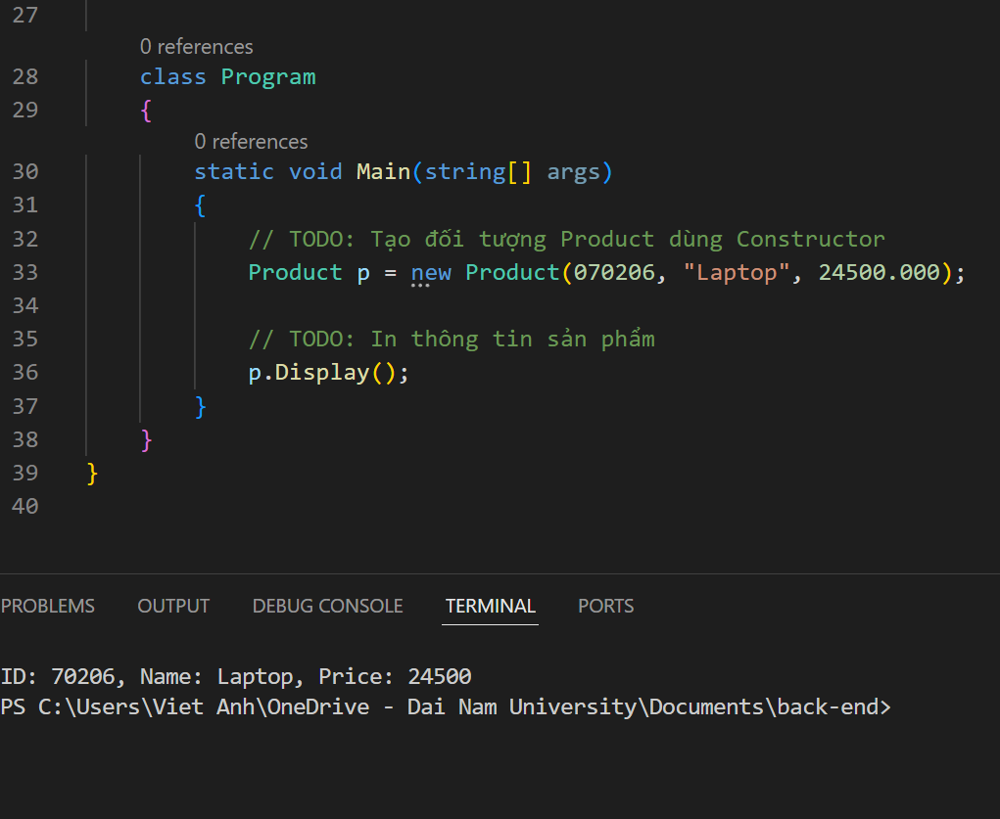 27
0 references
28 class Program
29 {
0 references
30 static void Main(string[] args)
31 {
32 // TODO: Tạo đối tượng Product dùng Constructor
33 Product p = new Product(070206, "Laptop", 24500.000);
34
35 // TODO: In thông tin sản phẩm
36 p.Display();
37 }
38 }
39 }
40
PROBLEMS OUTPUT DEBUG CONSOLE TERMINAL PORTS
ID: 70206, Name: Laptop, Price: 24500
PS C:\Users\Viet Anh\OneDrive - Dai Nam University\Documents\back-end>